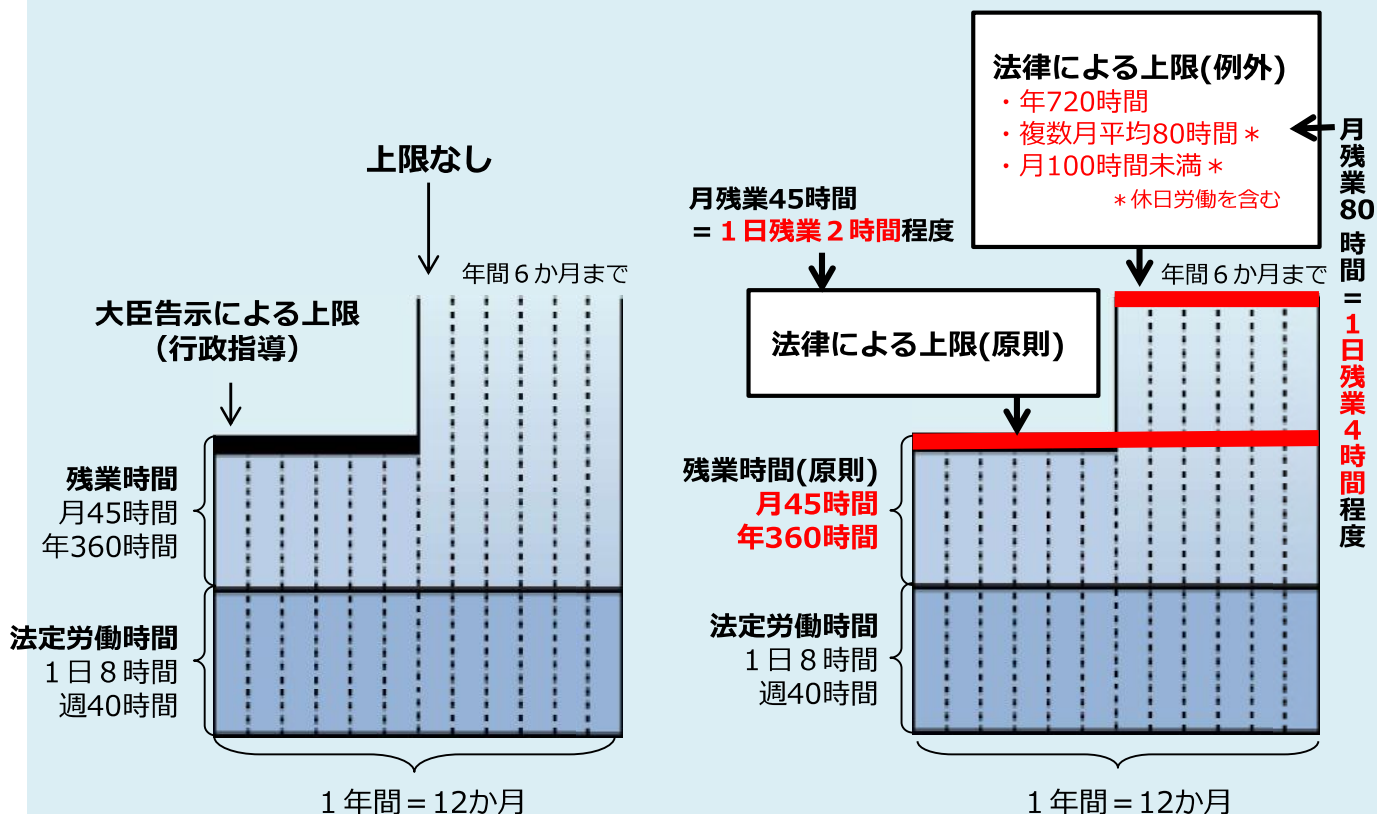 上限なし
年間６か月まで
大臣告示による上限
（行政指導）
残業時間
月45時間
年360時間
法定労働時間
１日８時間
週40時間
１年間＝12か月
法律による上限(例外)
・年720時間
・複数月平均80時間＊
・月100時間未満＊
＊休日労働を含む
月残業80時間＝１日残業４時間程度
月残業45時間
＝１日残業２時間程度
年間６か月まで
法律による上限(原則)
残業時間(原則)
月45時間
年360時間
法定労働時間
１日８時間
週40時間
１年間＝12か月